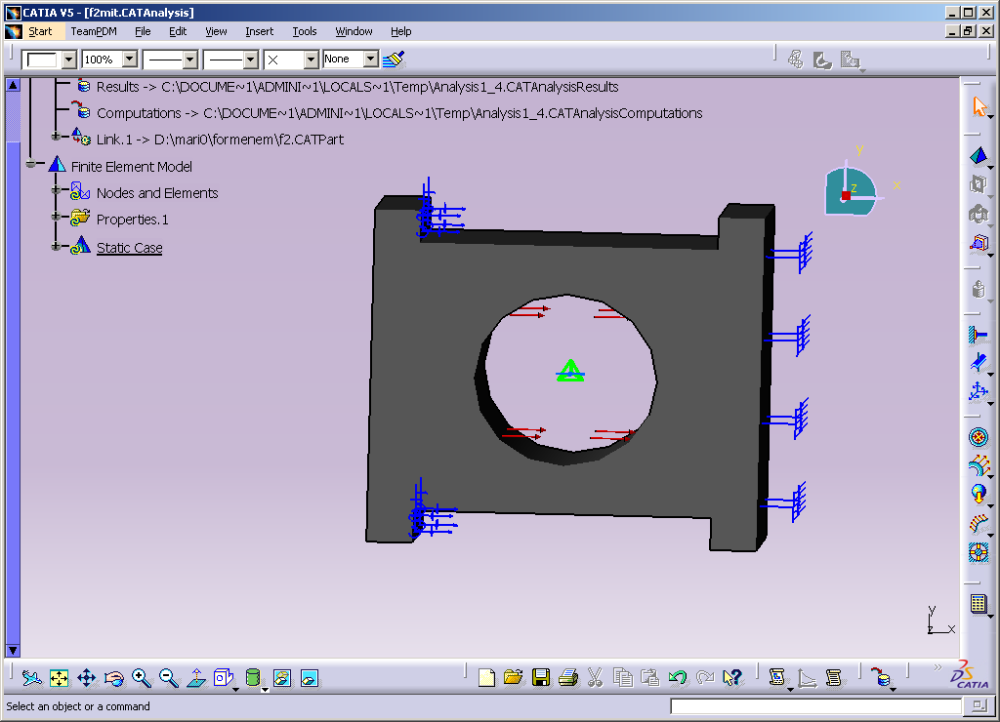 CATIA V5 - [f2mit.CATAnalysis]
Start TeamPDM File Edit View Insert Tools Window Help
100% None
Results -> C:\DOCUME~1\ADMINI~1\LOCALS~1\Temp\Analysis1_4.CATAnalysisResults
Computations -> C:\DOCUME~1\ADMINI~1\LOCALS~1\Temp\Analysis1_4.CATAnalysisComputations
Link.1 -> D:\mari0\formenem\f2.CATPart
Finite Element Model
Nodes and Elements
Properties.1
Static Case
y
x
z
y
z x
CATIA
Select an object or a command